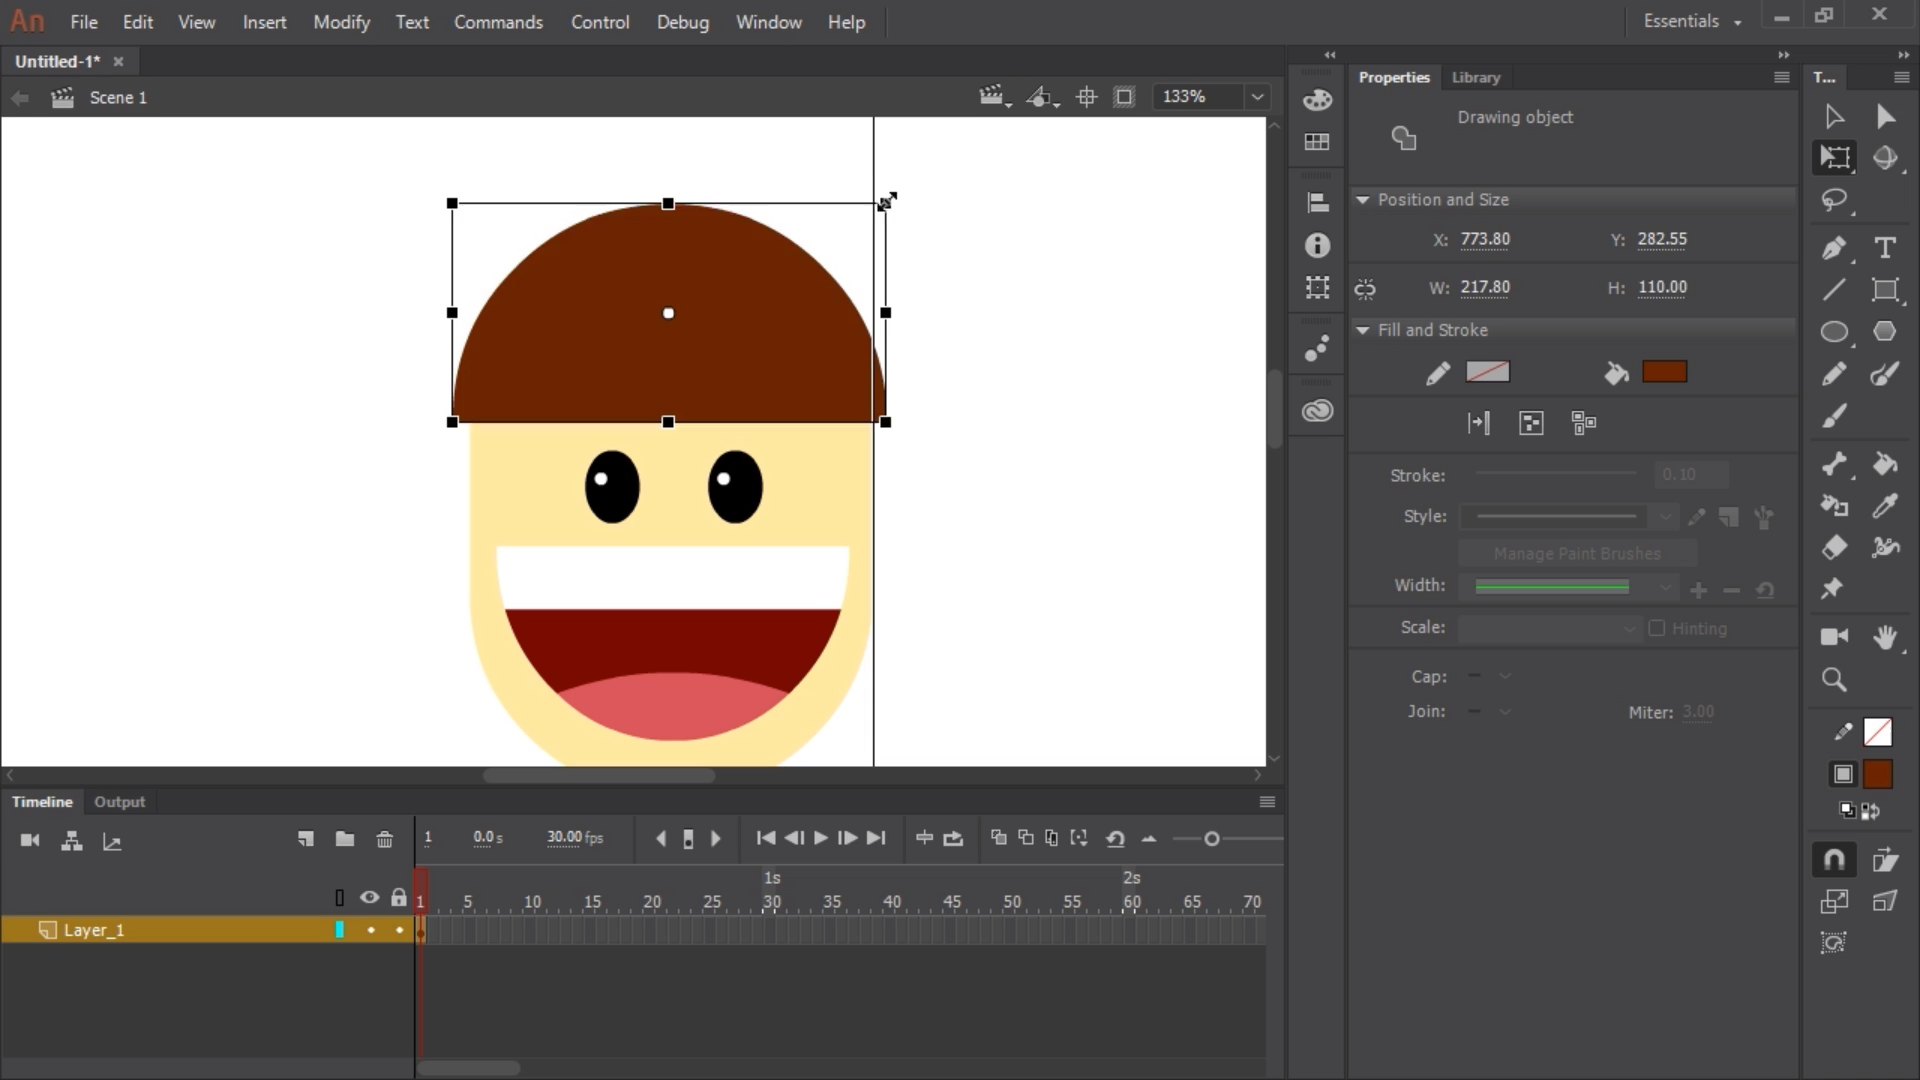 An File Edit View Insert Modify Text Commands Control Debug Window Help Essentials
Untitled-1*
Scene 1 133%
Properties Library T...
Drawing object
Position and Size
X: 773.80 Y: 282.55
W: 217.80 H: 110.00
Fill and Stroke
Stroke: 0.10
Style:
Manage Paint Brushes
Width:
Scale: Hinting
Cap:
Join: Miter: 3.00
Timeline Output
1 0.0 s 30.00 fps
1s 2s
1 5 10 15 20 25 30 35 40 45 50 55 60 65 70
Layer_1